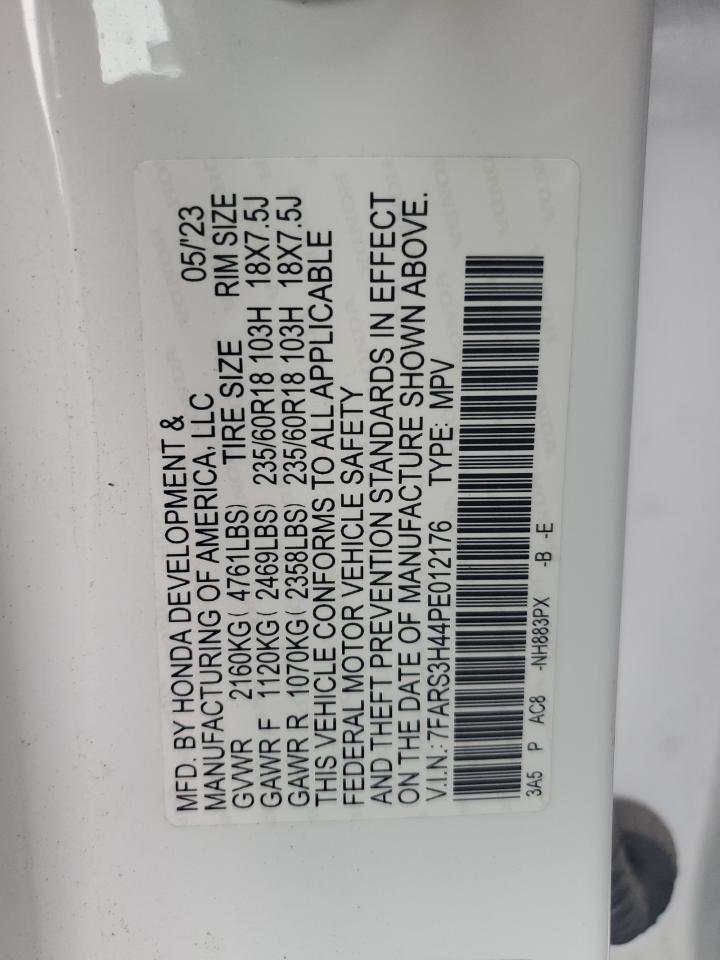 MFD. BY HONDA DEVELOPMENT &
MANUFACTURING OF AMERICA, LLC 05/'23
GVWR 2160KG( 4761LBS) TIRE SIZE RIM SIZE
GAWR F 1120KG( 2469LBS) 235/60R18 103H 18X7.5J
GAWR R 1070KG( 2358LBS) 235/60R18 103H 18X7.5J
THIS VEHICLE CONFORMS TO ALL APPLICABLE
FEDERAL MOTOR VEHICLE SAFETY
AND THEFT PREVENTION STANDARDS IN EFFECT
ON THE DATE OF MANUFACTURE SHOWN ABOVE.
V.I.N.: 7FARS3H44PE012176 TYPE: MPV
3A5 P AC8 -NH883PX -B -E